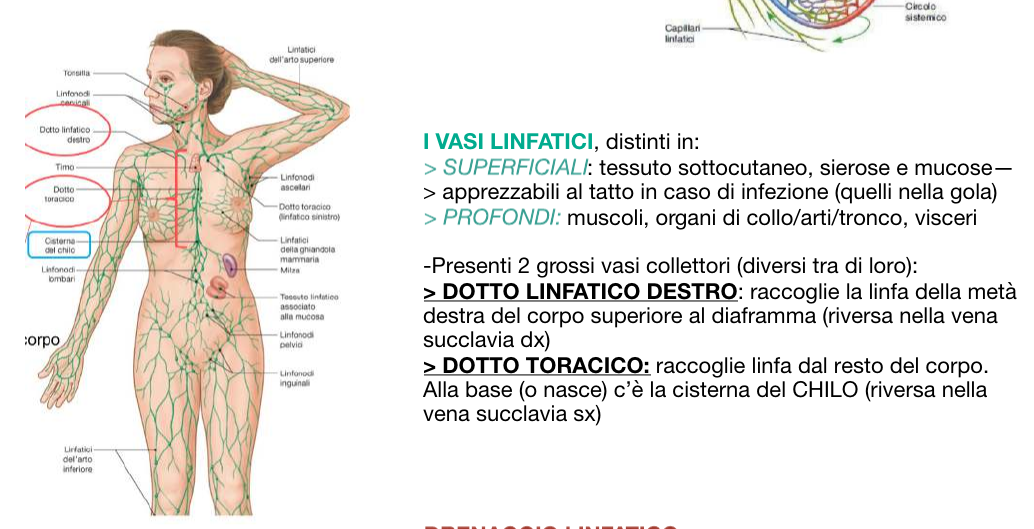 Circolo
sistemico
Capillari
linfatici
Linfatici
dell'arto superiore
Tonsilla
Linfonodi
cervicali
Dotto linfatico
destro
Timo
Dotto
toracico
Cisterna
del chilo
Linfonodi
lombari
corpo
Linfatici
dell'arto
inferiore
Linfonodi
ascellari
Dotto toracico
(linfatico sinistro)
Linfatici
della ghiandola
mammaria
Milza
Tessuto linfatico
associato
alla mucosa
Linfonodi
pelvici
Linfonodi
inguinali
I VASI LINFATICI, distinti in:
> SUPERFICIALI: tessuto sottocutaneo, sierose e mucose—
> apprezzabili al tatto in caso di infezione (quelli nella gola)
> PROFONDI: muscoli, organi di collo/arti/tronco, visceri
-Presenti 2 grossi vasi collettori (diversi tra di loro):
> DOTTO LINFATICO DESTRO: raccoglie la linfa della metà
destra del corpo superiore al diaframma (riversa nella vena
succlavia dx)
> DOTTO TORACICO: raccoglie linfa dal resto del corpo.
Alla base (o nasce) c'è la cisterna del CHILO (riversa nella
vena succlavia sx)
DRENAGGIO LINFATICO